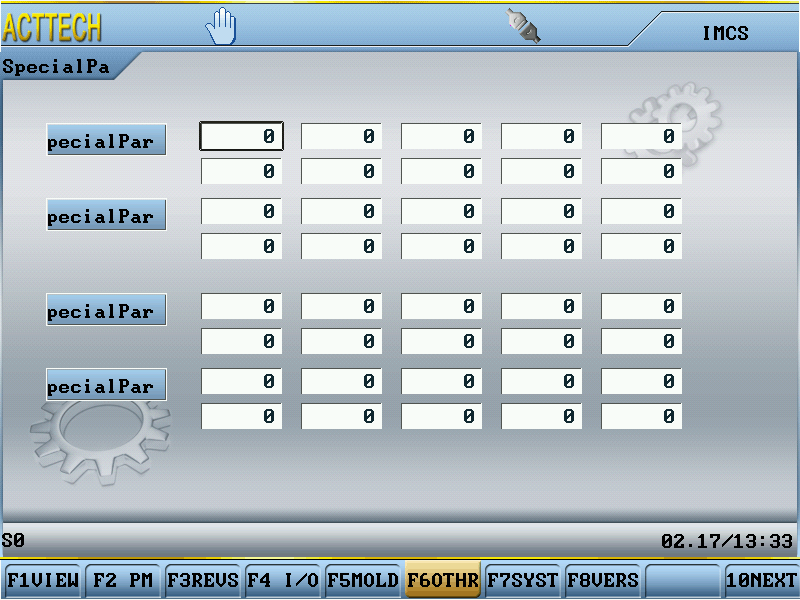 ACTTECH IMCS
SpecialPa
pecialPar 0 0 0 0 0
0 0 0 0 0
pecialPar 0 0 0 0 0
0 0 0 0 0
pecialPar 0 0 0 0 0
0 0 0 0 0
pecialPar 0 0 0 0 0
0 0 0 0 0
S0 02.17/13:33
F1VIEW F2 PM F3REVS F4 I/O F5MOLD F6OTHR F7SYST F8VERS 10NEXT